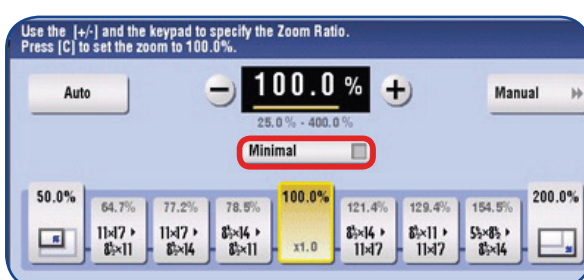 Use the [+/-] and the keypad to specify the Zoom Ratio.
Press [C] to set the zoom to 100.0%.
Auto
− 100.0 % +
Manual
25.0 % - 400.0 %
Minimal
50.0%
64.7%
11x17 ▸
8½x11
77.2%
11x17 ▸
8½x14
78.5%
8½x14 ▸
8½x11
100.0%
x1.0
121.4%
8½x14 ▸
11x17
129.4%
8½x11 ▸
11x17
154.5%
5½x8½ ▸
8½x14
200.0%